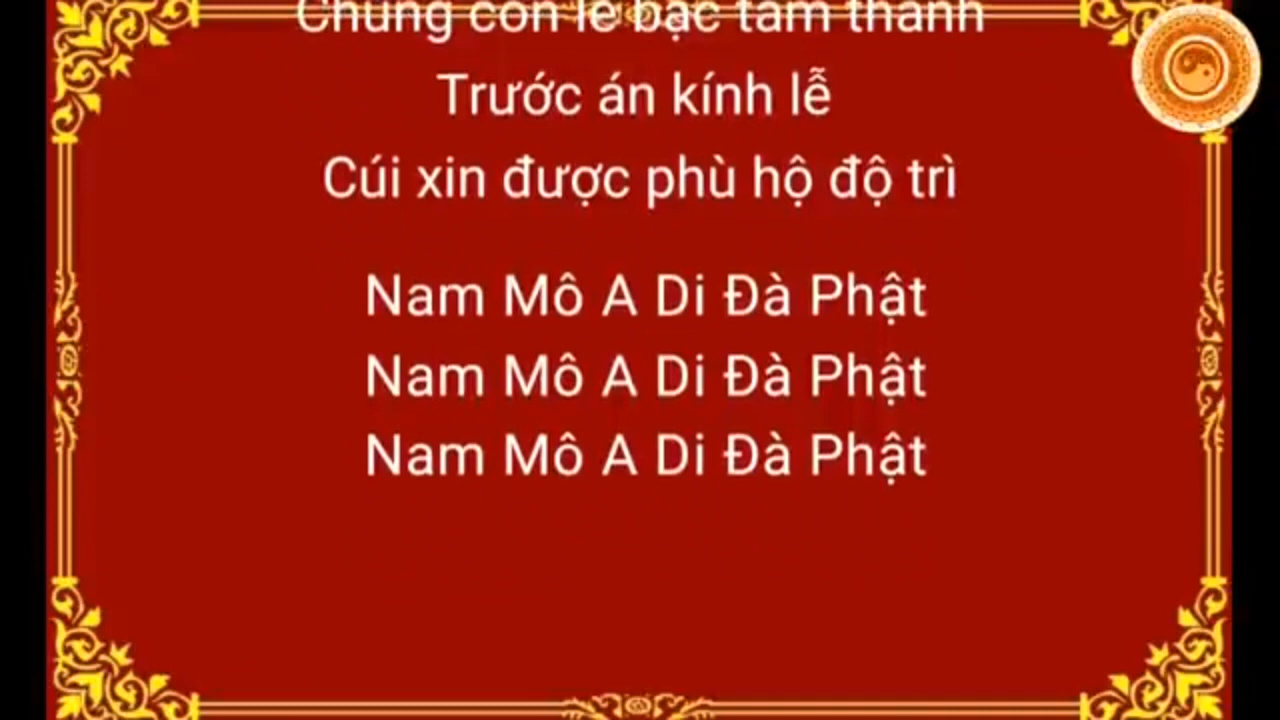 Chúng con lễ bạc tâm thành
Trước án kính lễ
Cúi xin được phù hộ độ trì
Nam Mô A Di Đà Phật
Nam Mô A Di Đà Phật
Nam Mô A Di Đà Phật